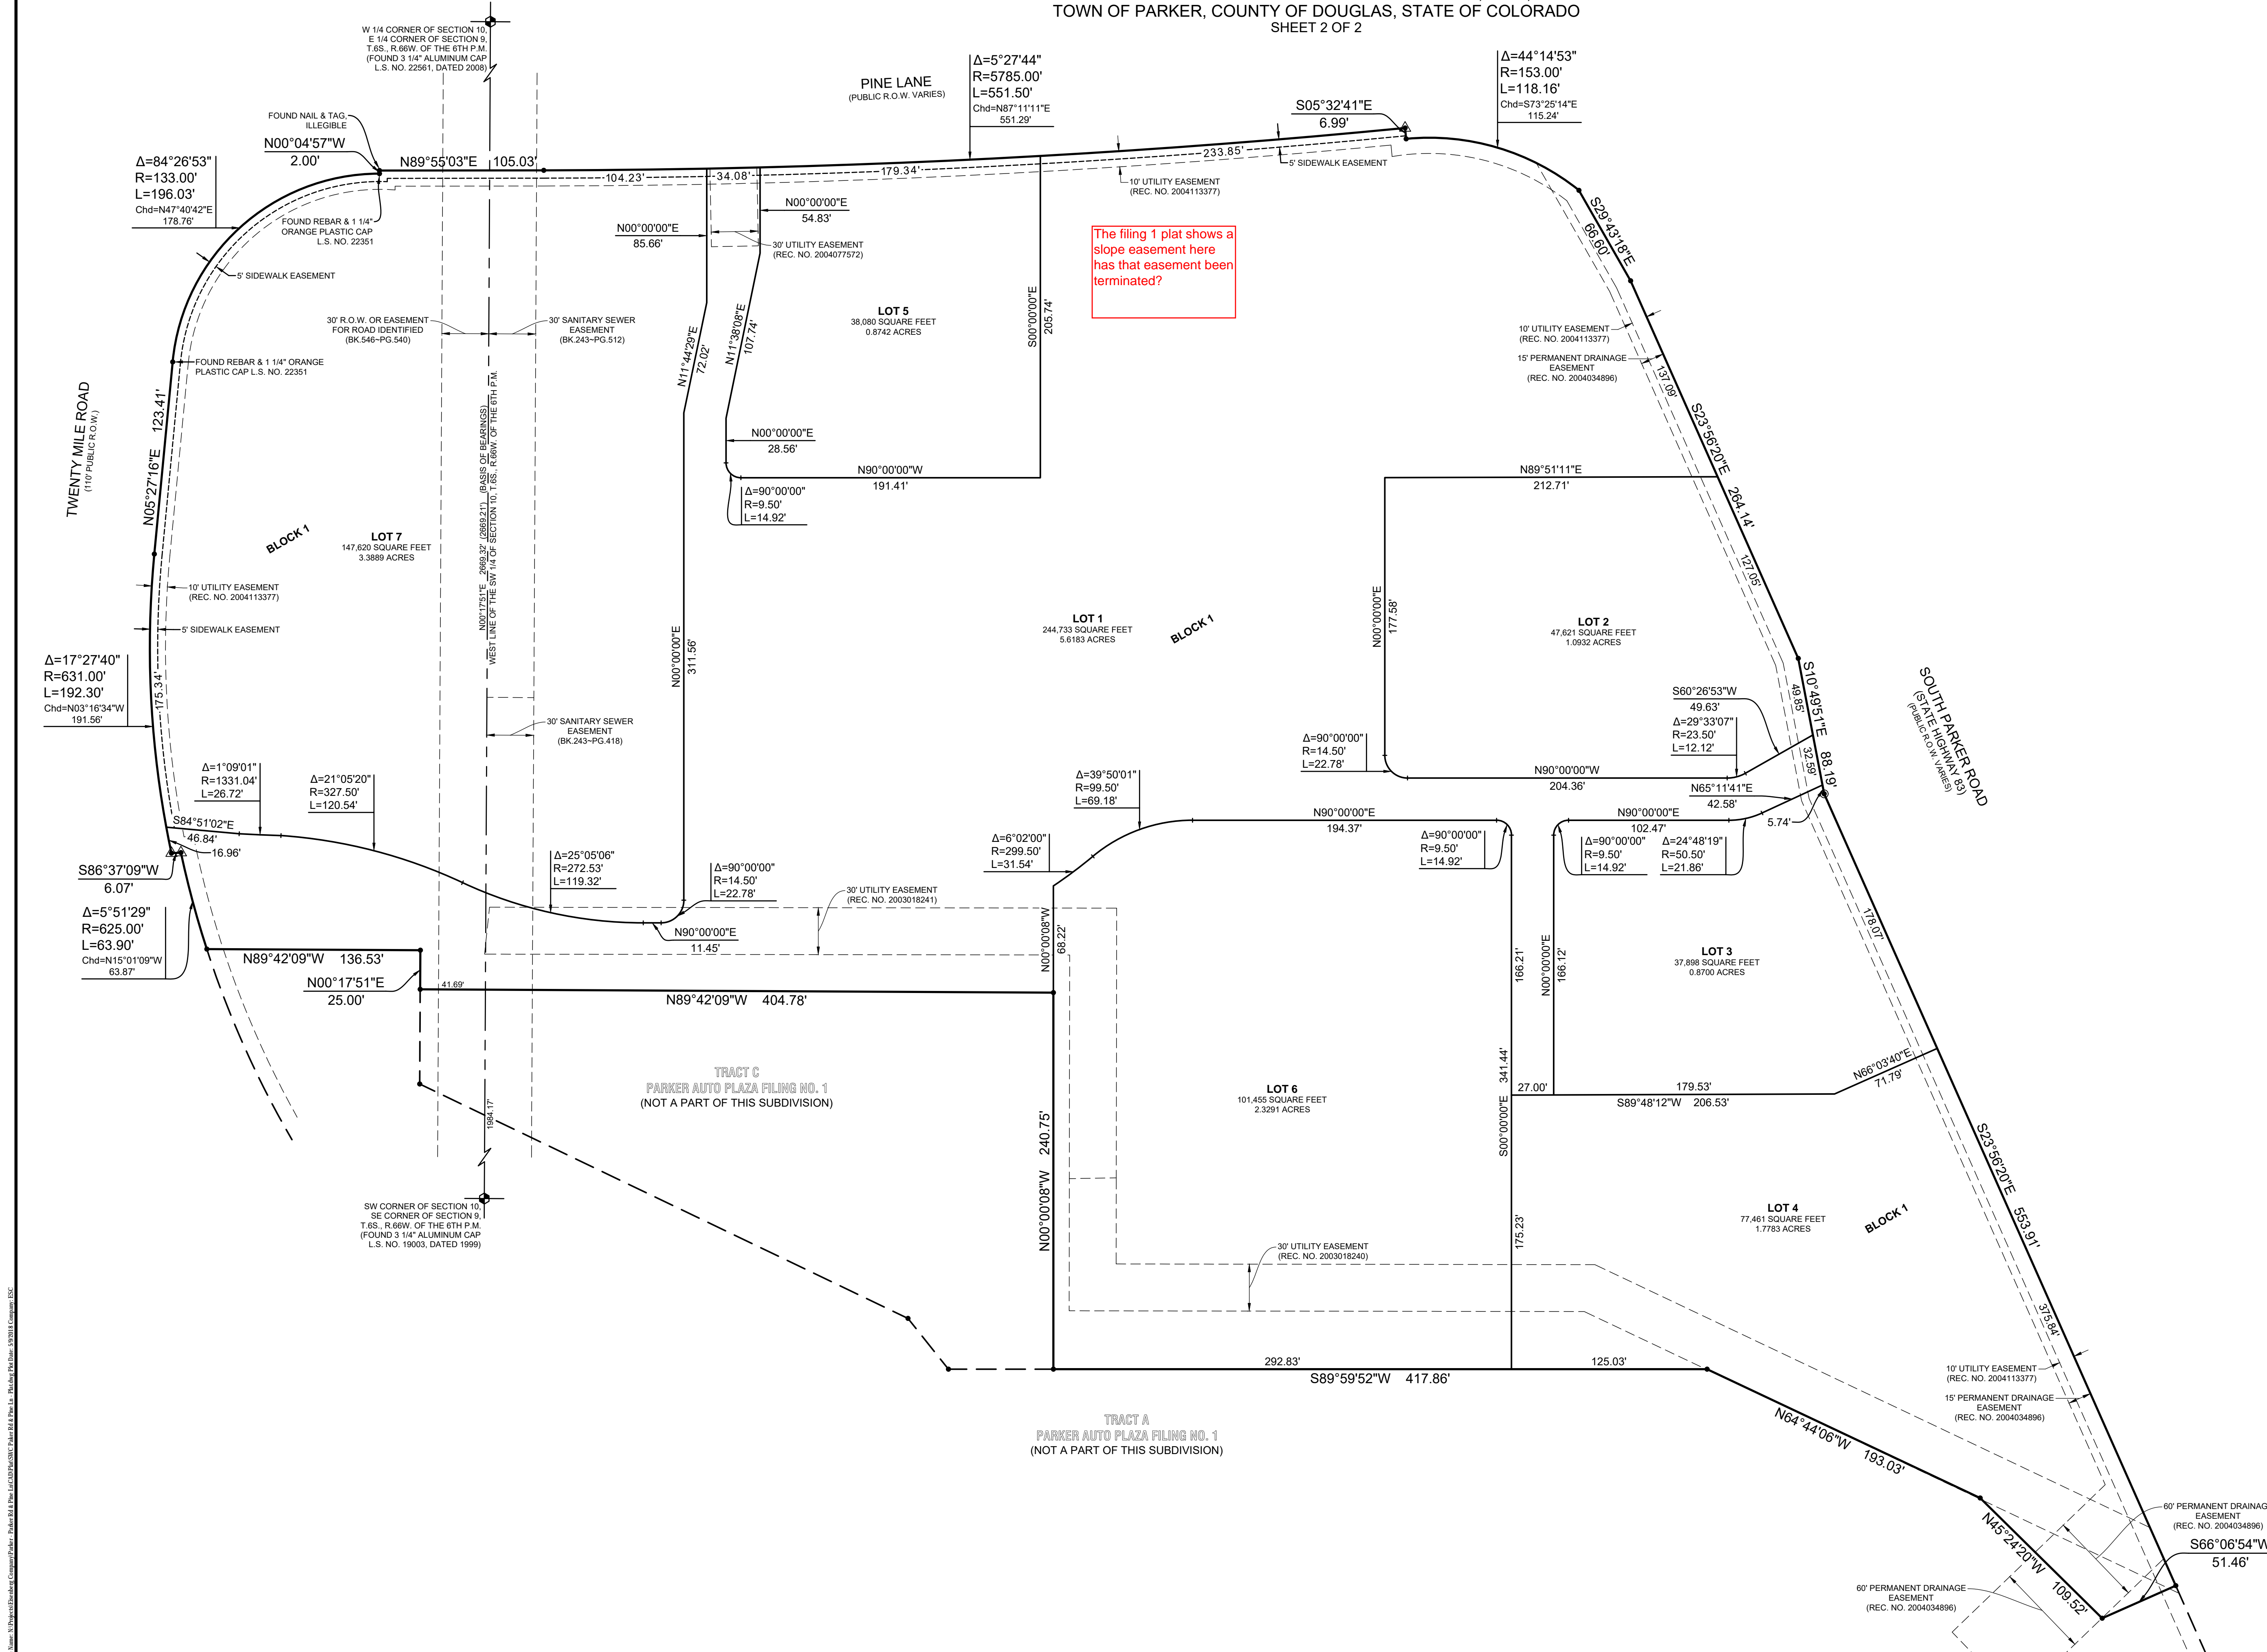 TOWN OF PARKER, COUNTY OF DOUGLAS, STATE OF COLORADO
SHEET 2 OF 2
W 1/4 CORNER OF SECTION 10,
E 1/4 CORNER OF SECTION 9,
T.6S., R.66W. OF THE 6TH P.M.
(FOUND 3 1/4" ALUMINUM CAP
L.S. NO. 22561, DATED 2008)
PINE LANE
(PUBLIC R.O.W. VARIES)
Δ=5°27'44"
R=5785.00'
L=551.50'
Chd=N87°11'11"E
551.29'
S05°32'41"E
6.99'
Δ=44°14'53"
R=153.00'
L=118.16'
Chd=S73°25'14"E
115.24'
FOUND NAIL & TAG,
ILLEGIBLE
N00°04'57"W
2.00'
N89°55'03"E 105.03'
Δ=84°26'53"
R=133.00'
L=196.03'
Chd=N47°40'42"E
178.76'
104.23'
34.08'
179.34'
233.85'
5' SIDEWALK EASEMENT
10' UTILITY EASEMENT
(REC. NO. 2004113377)
FOUND REBAR & 1 1/4"
ORANGE PLASTIC CAP
L.S. NO. 22351
N00°00'00"E
85.66'
N00°00'00"E
54.83'
30' UTILITY EASEMENT
(REC. NO. 2004077572)
The filing 1 plat shows a
slope easement here
has that easement been
terminated?
S29°43'18"E
66.60'
5' SIDEWALK EASEMENT
30' R.O.W. OR EASEMENT
FOR ROAD IDENTIFIED
(BK.546~PG.540)
30' SANITARY SEWER
EASEMENT
(BK.243~PG.512)
LOT 5
38,080 SQUARE FEET
0.8742 ACRES
S00°00'00"E
205.74'
N11°44'29"E
72.02'
N11°38'08"E
107.74'
10' UTILITY EASEMENT
(REC. NO. 2004113377)
15' PERMANENT DRAINAGE
EASEMENT
(REC. NO. 2004034896)
137.09'
FOUND REBAR & 1 1/4" ORANGE
PLASTIC CAP L.S. NO. 22351
TWENTY MILE ROAD
(110' PUBLIC R.O.W.)
N05°27'16"E 123.41'
N00°17'51"E 2669.32' (2669.21') (BASIS OF BEARINGS)
WEST LINE OF THE SW 1/4 OF SECTION 10, T.6S., R.66W. OF THE 6TH P.M.
N00°00'00"E
28.56'
N90°00'00"W
191.41'
Δ=90°00'00"
R=9.50'
L=14.92'
S23°56'20"E 264.14'
N89°51'11"E
212.71'
BLOCK 1
LOT 7
147,620 SQUARE FEET
3.3889 ACRES
127.05'
10' UTILITY EASEMENT
(REC. NO. 2004113377)
5' SIDEWALK EASEMENT
N00°00'00"E
311.56'
LOT 1
244,733 SQUARE FEET
5.6183 ACRES
BLOCK 1
N00°00'00"E
177.58'
LOT 2
47,621 SQUARE FEET
1.0932 ACRES
Δ=17°27'40"
R=631.00'
L=192.30'
Chd=N03°16'34"W
191.56'
175.34'
30' SANITARY SEWER
EASEMENT
(BK.243~PG.418)
S10°49'51"E 88.19'
49.85'
32.59'
SOUTH PARKER ROAD
(STATE HIGHWAY 83)
(PUBLIC R.O.W. VARIES)
S60°26'53"W
49.63'
Δ=29°33'07"
R=23.50'
L=12.12'
Δ=90°00'00"
R=14.50'
L=22.78'
N90°00'00"W
204.36'
Δ=1°09'01"
R=1331.04'
L=26.72'
Δ=21°05'20"
R=327.50'
L=120.54'
Δ=39°50'01"
R=99.50'
L=69.18'
N65°11'41"E
42.58'
5.74'
S84°51'02"E
46.84'
16.96'
N90°00'00"E
194.37'
N90°00'00"E
102.47'
Δ=6°02'00"
R=299.50'
L=31.54'
Δ=90°00'00"
R=9.50'
L=14.92'
Δ=90°00'00"
R=9.50'
L=14.92'
Δ=24°48'19"
R=50.50'
L=21.86'
S86°37'09"W
6.07'
Δ=25°05'06"
R=272.53'
L=119.32'
Δ=90°00'00"
R=14.50'
L=22.78'
30' UTILITY EASEMENT
(REC. NO. 2003018241)
Δ=5°51'29"
R=625.00'
L=63.90'
Chd=N15°01'09"W
63.87'
N90°00'00"E
11.45'
N00°00'08"W
68.22'
166.21'
N00°00'00"E
166.12'
178.07'
LOT 3
37,898 SQUARE FEET
0.8700 ACRES
N89°42'09"W 136.53'
N00°17'51"E
25.00'
41.69'
N89°42'09"W 404.78'
TRACT C
PARKER AUTO PLAZA FILING NO. 1
(NOT A PART OF THIS SUBDIVISION)
1984.17'
LOT 6
101,455 SQUARE FEET
2.3291 ACRES
S00°00'00"E 341.44'
27.00'
179.53'
S89°48'12"W 206.53'
N66°03'40"E
71.79'
N00°00'08"W 240.75'
SW CORNER OF SECTION 10,
SE CORNER OF SECTION 9,
T.6S., R.66W. OF THE 6TH P.M.
(FOUND 3 1/4" ALUMINUM CAP
L.S. NO. 19003, DATED 1999)
175.23'
30' UTILITY EASEMENT
(REC. NO. 2003018240)
LOT 4
77,461 SQUARE FEET
1.7783 ACRES
BLOCK 1
S23°56'20"E 553.91'
375.84'
292.83'
125.03'
S89°59'52"W 417.86'
10' UTILITY EASEMENT
(REC. NO. 2004113377)
15' PERMANENT DRAINAGE
EASEMENT
(REC. NO. 2004034896)
TRACT A
PARKER AUTO PLAZA FILING NO. 1
(NOT A PART OF THIS SUBDIVISION)
N64°44'06"W 193.03'
N45°24'20"W 109.52'
60' PERMANENT DRAINAG
EASEMENT
(REC. NO. 2004034896)
S66°06'54"W
51.46'
60' PERMANENT DRAINAGE
EASEMENT
(REC. NO. 2004034896)